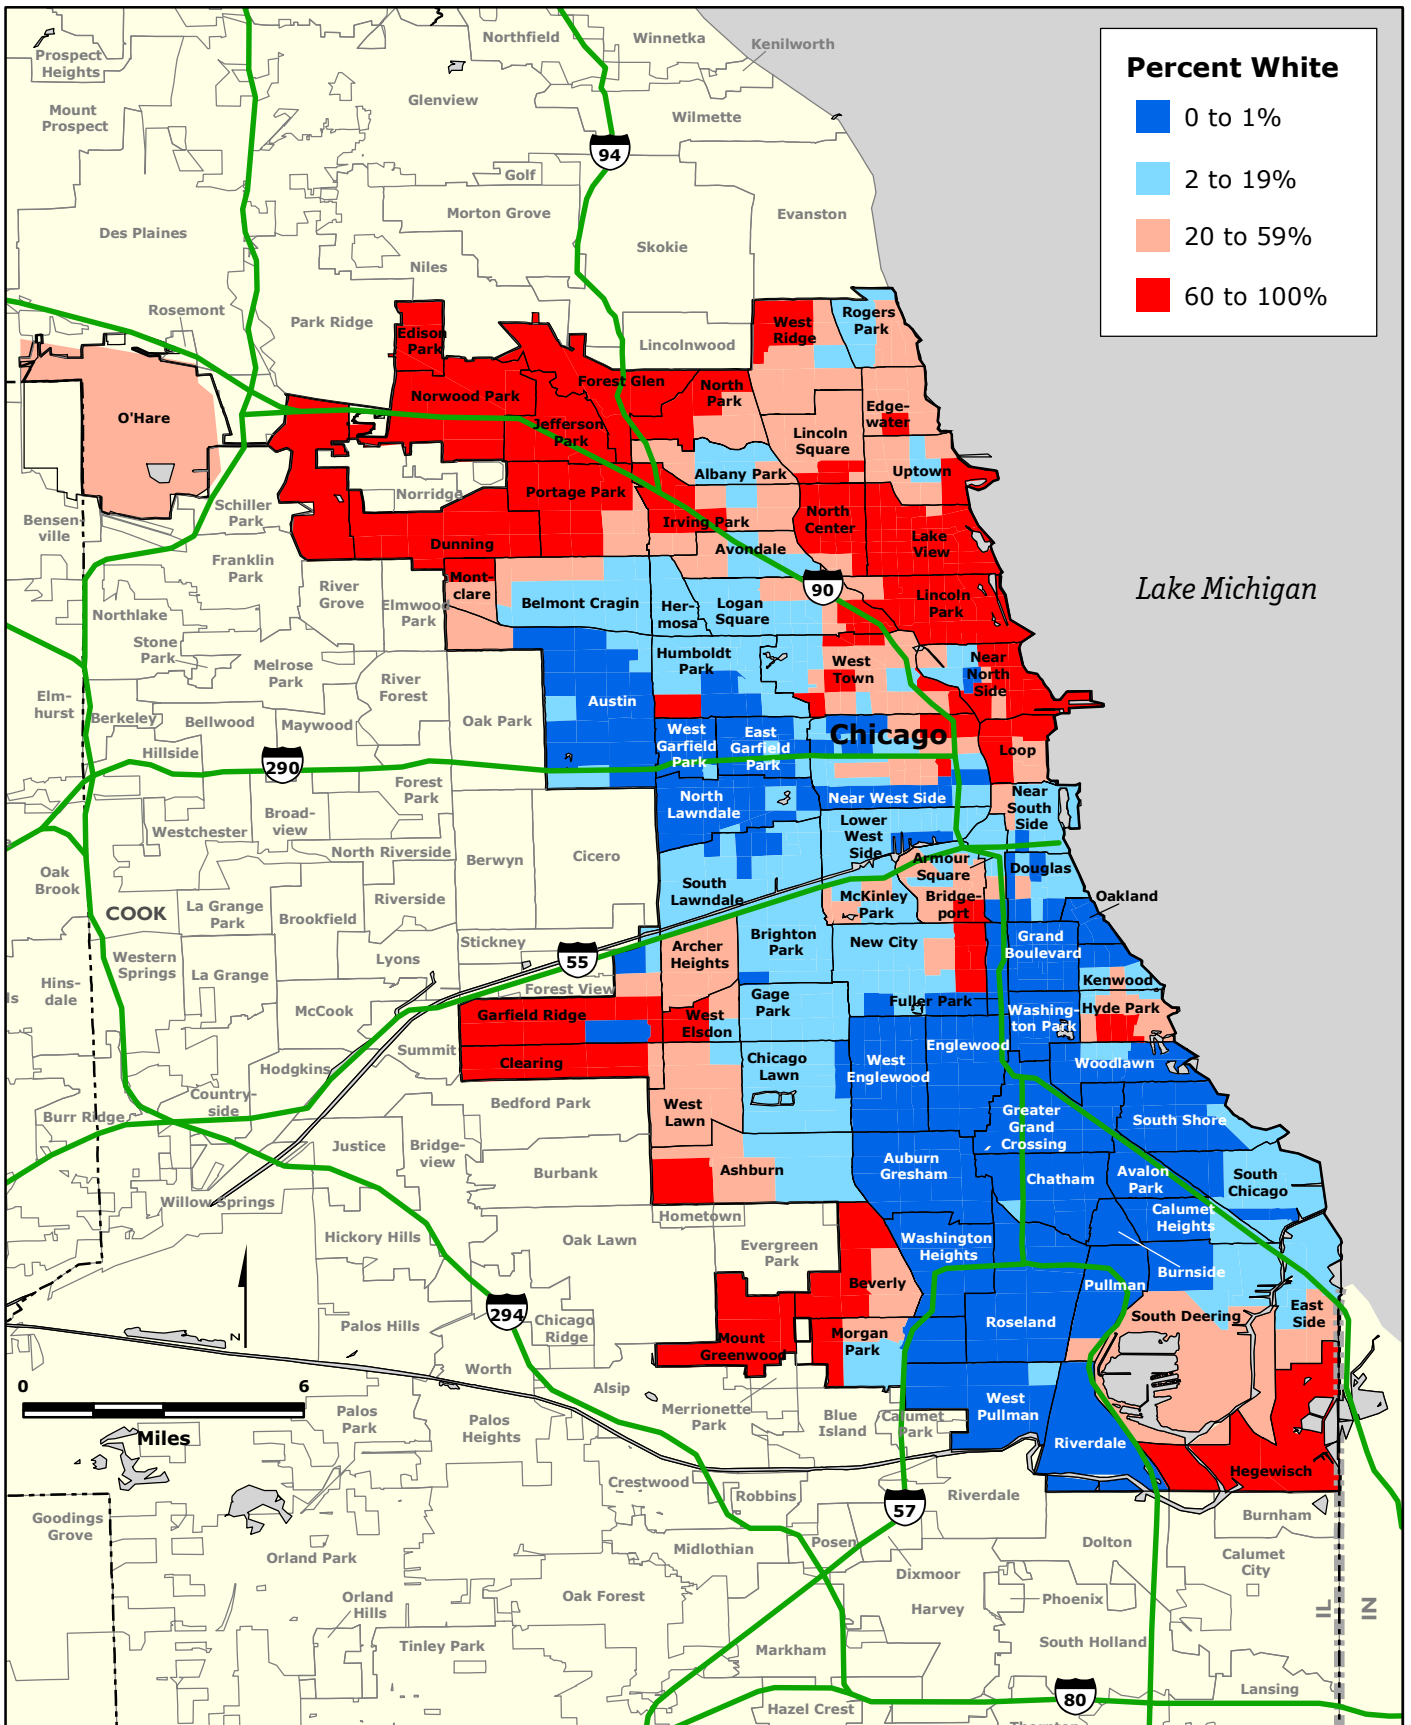 Percent White
0 to 1%
2 to 19%
20 to 59%
60 to 100%
Northfield
Winnetka
Kenilworth
Prospect
Heights
Glenview
Mount
Prospect
Wilmette
94
Golf
Morton Grove
Evanston
Des Plaines
Skokie
Niles
Rosemont
Park Ridge
Edison
Park
West
Ridge
Rogers
Park
Lincolnwood
Forest Glen
Norwood Park
North
Park
O'Hare
Jefferson
Park
Edge-
water
Lincoln
Square
Albany Park
Uptown
Norridge
Portage Park
Schiller
Park
Bensen-
ville
Irving Park
North
Center
Dunning
Avondale
Lake
View
Franklin
Park
Mont-
clare
River
Grove
Elmwood
Park
Lake Michigan
90
Belmont Cragin
Her-
mosa
Logan
Square
Lincoln
Park
Northlake
Stone
Park
Melrose
Park
Humboldt
Park
West
Town
Near
North
Side
River
Forest
Elm-
hurst
Berkeley
Bellwood
Maywood
Oak Park
Austin
West
Garfield
Park
East
Garfield
Park
Chicago
Loop
Hillside
290
Forest
Park
North
Lawndale
Near West Side
Near
South
Side
Broad-
view
Westchester
Lower
West
Side
North Riverside
Berwyn
Cicero
Oak
Brook
Armour
Square
Douglas
South
Lawndale
McKinley
Park
Bridge-
port
Oakland
COOK
La Grange
Park
Brookfield
Riverside
Stickney
Brighton
Park
New City
Grand
Boulevard
Archer
Heights
55
Western
Springs
La Grange
Lyons
Hins-
dale
ls
Forest View
Kenwood
McCook
Gage
Park
Fuller Park
Hyde Park
Garfield Ridge
West
Elsdon
Washing-
ton Park
Englewood
Summit
Clearing
Chicago
Lawn
West
Englewood
Woodlawn
Hodgkins
Country-
side
Bedford Park
West
Lawn
Greater
Grand
Crossing
South Shore
Burr Ridge
Justice
Bridge-
view
Burbank
Ashburn
Auburn
Gresham
Chatham
Avalon
Park
South
Chicago
Willow Springs
Hometown
Calumet
Heights
Hickory Hills
Oak Lawn
Evergreen
Park
Washington
Heights
Burnside
Beverly
Pullman
294
N
Palos Hills
Chicago
Ridge
Mount
Greenwood
Morgan
Park
Roseland
South Deering
East
Side
Worth
0 6
Miles
Alsip
Merrionette
Park
Blue
Island
Calumet
Park
West
Pullman
Palos
Park
Palos
Heights
Riverdale
Hegewisch
Crestwood
Robbins
57
Riverdale
Goodings
Grove
Burnham
Midlothian
Posen
Dolton
Orland Park
Calumet
City
Dixmoor
Oak Forest
Harvey
Phoenix
Orland
Hills
IL
IN
Tinley Park
Markham
South Holland
80
Lansing
Hazel Crest
Thornton